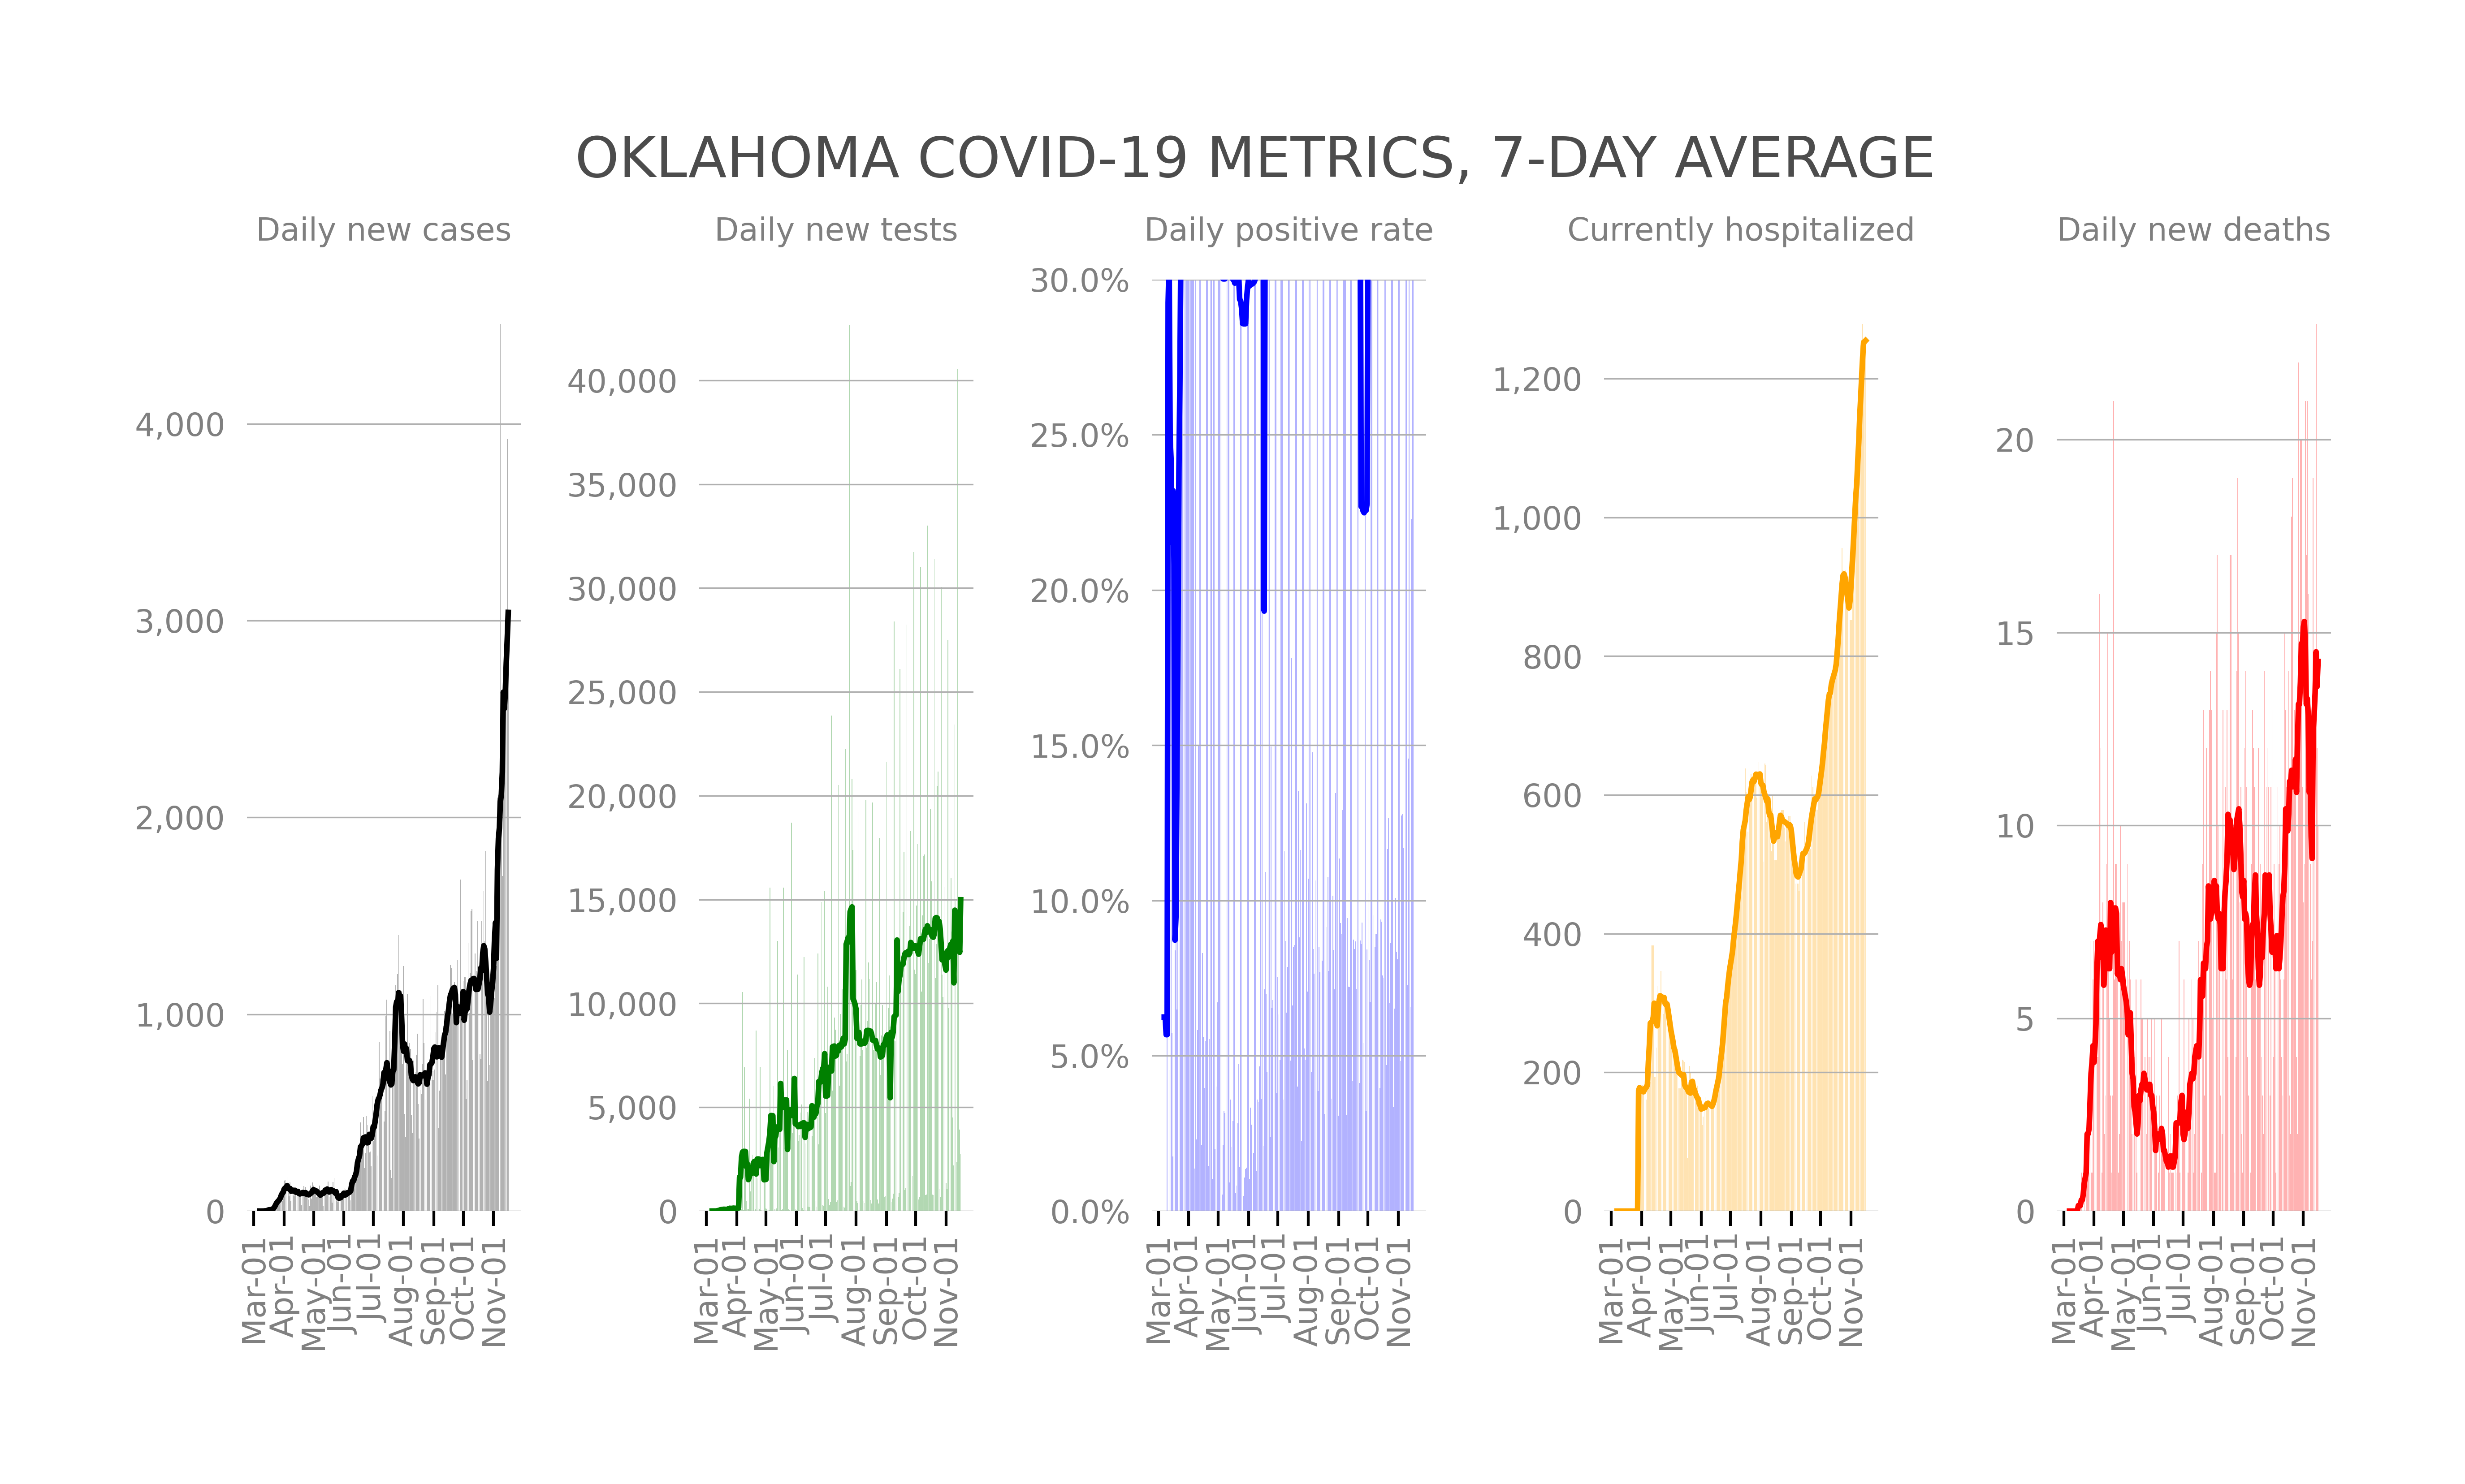 OKLAHOMA COVID-19 METRICS, 7-DAY AVERAGE
Daily new cases
4,000
3,000
2,000
1,000
0
Mar-01
Apr-01
May-01
Jun-01
Jul-01
Aug-01
Sep-01
Oct-01
Nov-01
Daily new tests
40,000
35,000
30,000
25,000
20,000
15,000
10,000
5,000
0
Mar-01
Apr-01
May-01
Jun-01
Jul-01
Aug-01
Sep-01
Oct-01
Nov-01
Daily positive rate
30.0%
25.0%
20.0%
15.0%
10.0%
5.0%
0.0%
Mar-01
Apr-01
May-01
Jun-01
Jul-01
Aug-01
Sep-01
Oct-01
Nov-01
Currently hospitalized
1,200
1,000
800
600
400
200
0
Mar-01
Apr-01
May-01
Jun-01
Jul-01
Aug-01
Sep-01
Oct-01
Nov-01
Daily new deaths
20
15
10
5
0
Mar-01
Apr-01
May-01
Jun-01
Jul-01
Aug-01
Sep-01
Oct-01
Nov-01